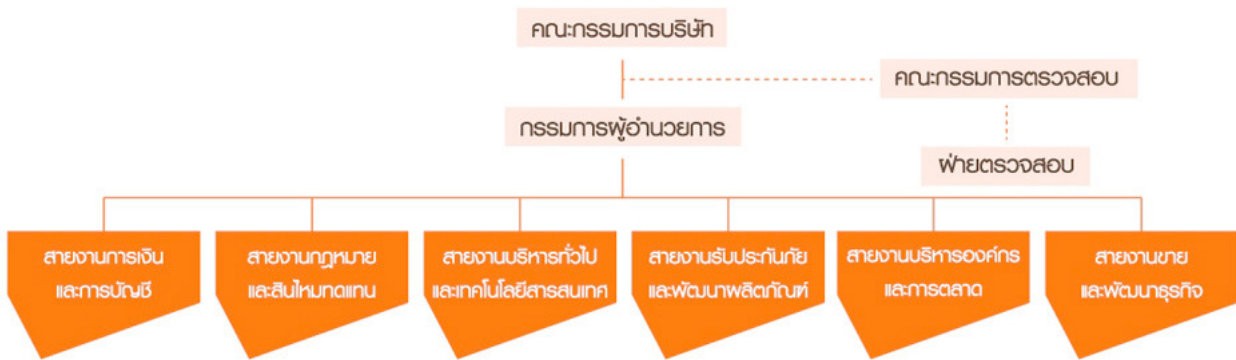 คณะกรรมการบริษัท
คณะกรรมการตรวจสอบ
กรรมการผู้อำนวยการ
ฝ่ายตรวจสอบ
สายงานการเงิน
และการบัญชี
สายงานกฎหมาย
และสินไหมทดแทน
สายงานบริหารทั่วไป
และเทคโนโลยีสารสนเทศ
สายงานรับประกันภัย
และพัฒนาผลิตภัณฑ์
สายงานบริหารองค์กร
และการตลาด
สายงานขาย
และพัฒนาธุรกิจ